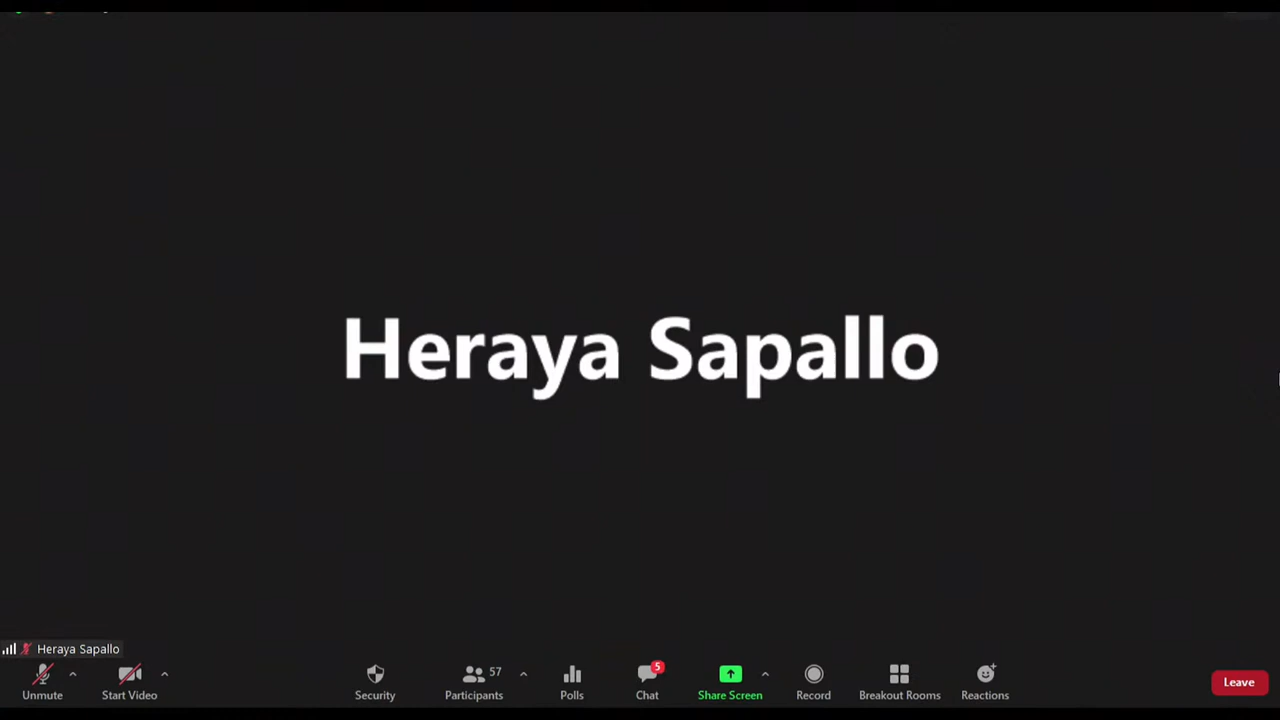 Heraya Sapallo
Heraya Sapallo
57
5
Unmute
Start Video
Security
Participants
Polls
Chat
Share Screen
Record
Breakout Rooms
Reactions
Leave